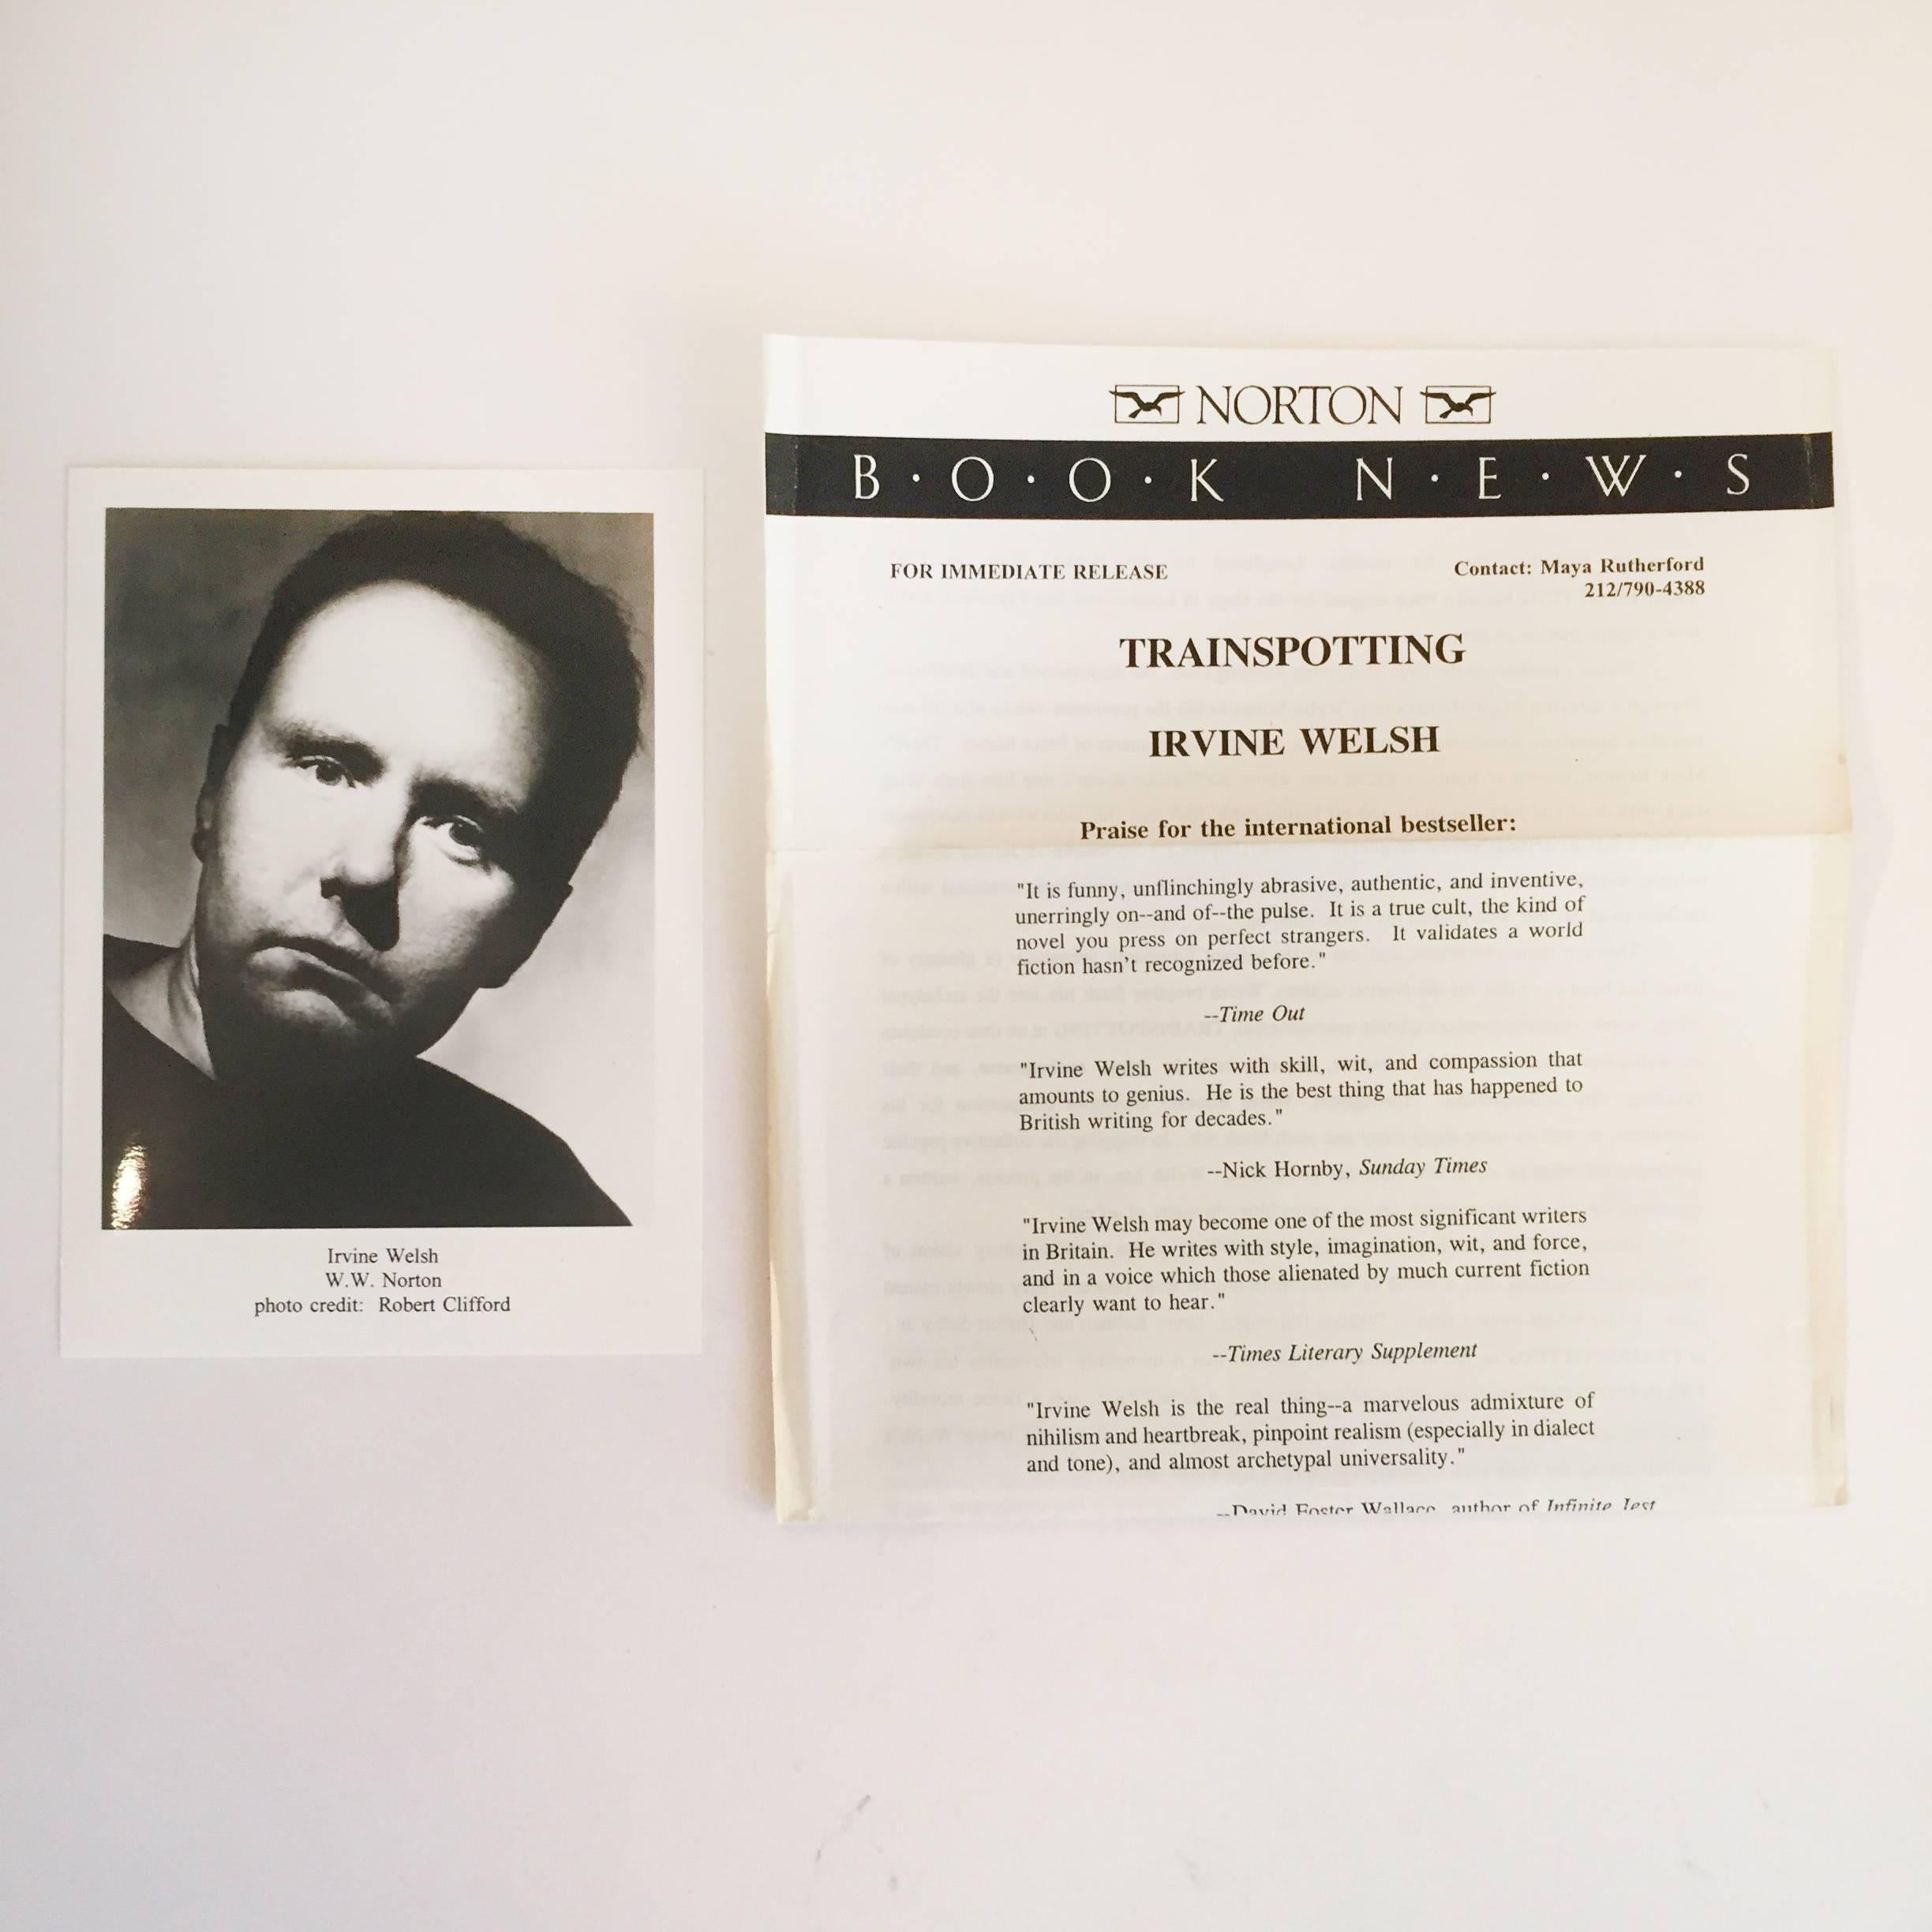 Irvine Welsh
W.W. Norton
photo credit: Robert Clifford
NORTON
B·O·O·K N·E·W·S
FOR IMMEDIATE RELEASE
Contact: Maya Rutherford
212/790-4388
TRAINSPOTTING
IRVINE WELSH
Praise for the international bestseller:
"It is funny, unflinchingly abrasive, authentic, and inventive,
unerringly on--and of--the pulse. It is a true cult, the kind of
novel you press on perfect strangers. It validates a world
fiction hasn't recognized before."
--Time Out
"Irvine Welsh writes with skill, wit, and compassion that
amounts to genius. He is the best thing that has happened to
British writing for decades."
--Nick Hornby, Sunday Times
"Irvine Welsh may become one of the most significant writers
in Britain. He writes with style, imagination, wit, and force,
and in a voice which those alienated by much current fiction
clearly want to hear."
--Times Literary Supplement
"Irvine Welsh is the real thing--a marvelous admixture of
nihilism and heartbreak, pinpoint realism (especially in dialect
and tone), and almost archetypal universality."
--David Foster Wallace, author of Infinite Jest